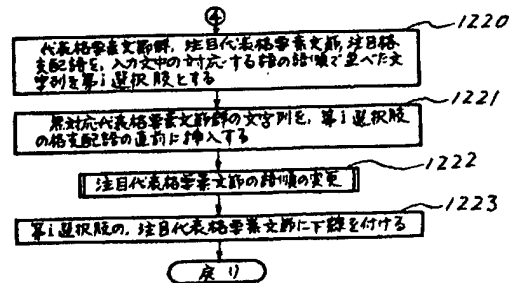 ④
1220
代表格要素文節群,注目代表格要素文節,注目格
支配語を,入力文中の対応する語の語順で並べた文
字列を第i選択肢とする
1221
無対応代表格要素文節群の文字列を,第i選択肢
の格支配語の直前に挿入する
1222
注目代表格要素文節の語順の変更
1223
第i選択肢の,注目代表格要素文節に下線を付ける
戻り